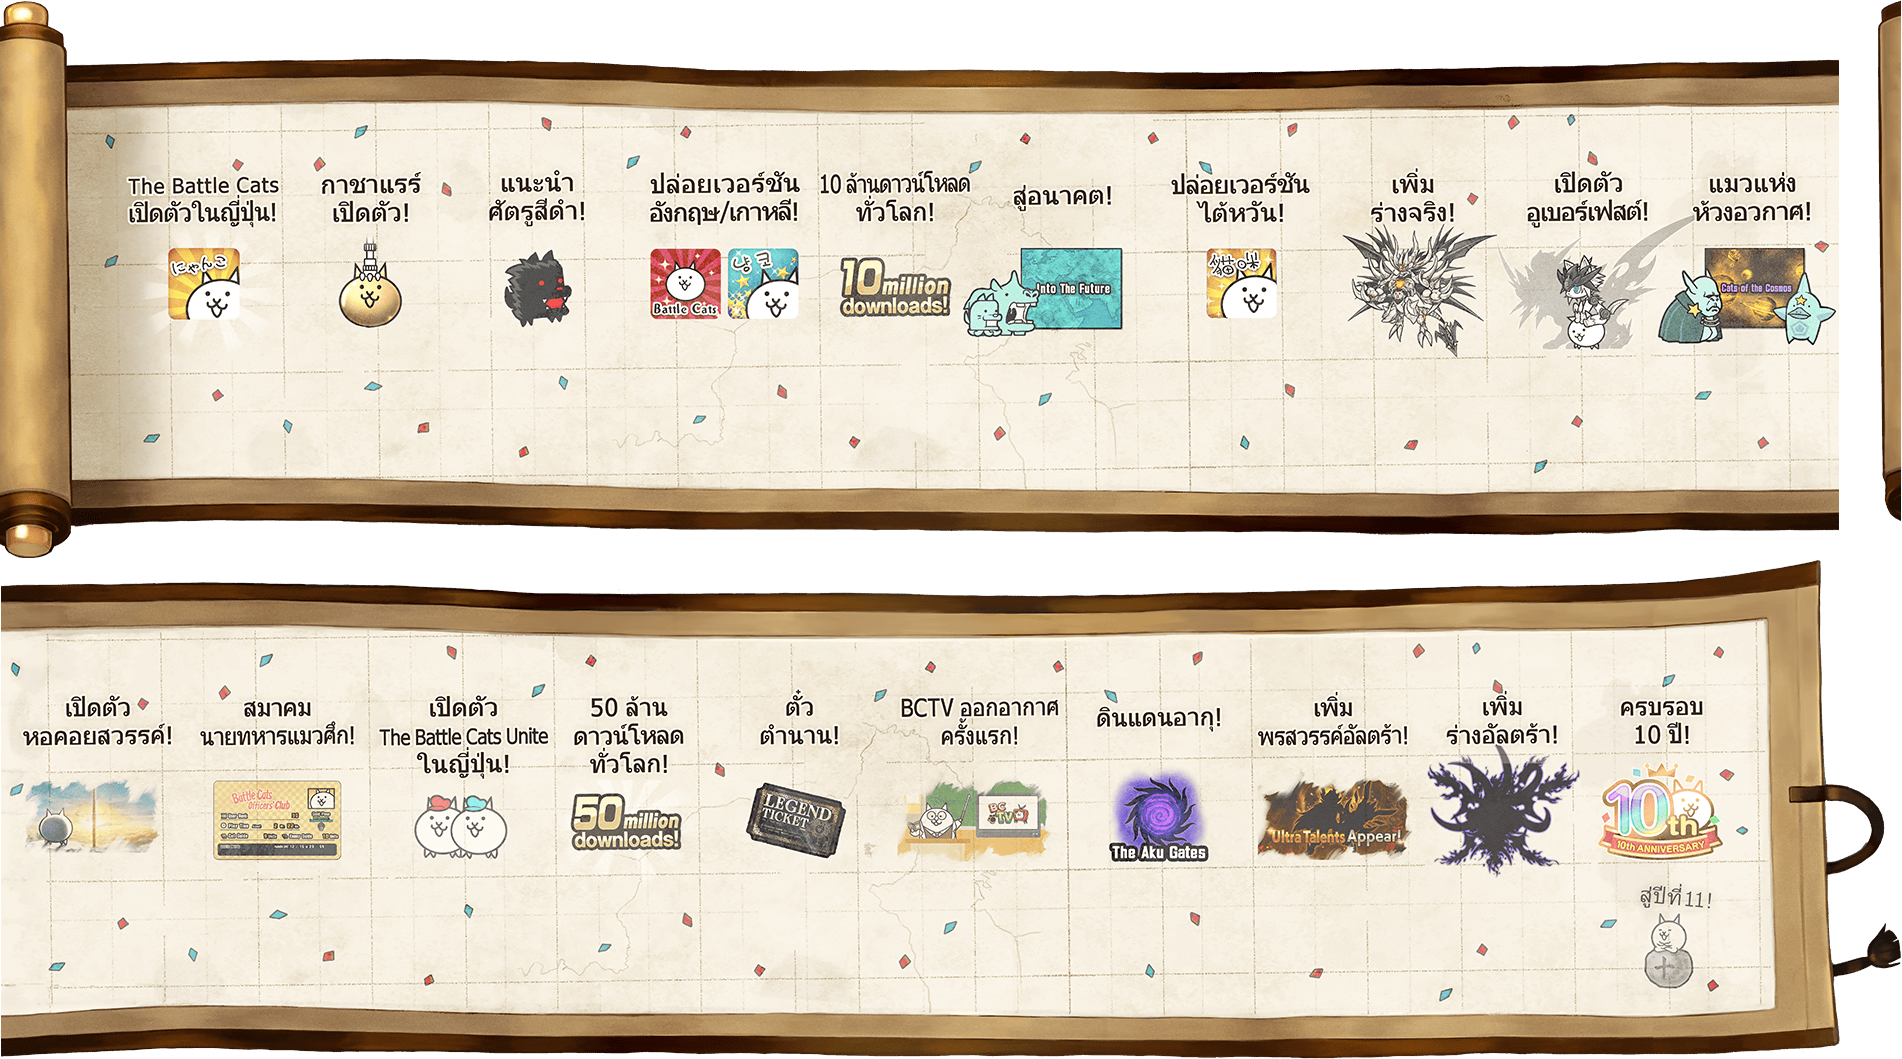 The Battle Cats
เปิดตัวในญี่ปุ่น!
にゃんこ
กาชาแรร์
เปิดตัว!
แนะนำ
ศัตรูสีดำ!
ปล่อยเวอร์ชัน
อังกฤษ/เกาหลี!
Battle Cats
냥코
10 ล้านดาวน์โหลด
ทั่วโลก!
10 million
downloads!
สู่อนาคต!
Into The Future
ปล่อยเวอร์ชัน
ไต้หวัน!
貓咪
เพิ่ม
ร่างจริง!
เปิดตัว
อูเบอร์เฟสต์!
แมวแห่ง
ห้วงอวกาศ!
Cats of the Cosmos
เปิดตัว
หอคอยสวรรค์!
สมาคม
นายทหารแมวศึก!
Battle Cats
Officers' Club
เปิดตัว
The Battle Cats Unite
ในญี่ปุ่น!
50 ล้าน
ดาวน์โหลด
ทั่วโลก!
50 million
downloads!
ตั๋ว
ตำนาน!
LEGEND
TICKET
BCTV ออกอากาศ
ครั้งแรก!
BC
TV
ดินแดนอากุ!
The Aku Gates
เพิ่ม
พรสวรรค์อัลตร้า!
Ultra Talents Appear!
เพิ่ม
ร่างอัลตร้า!
ครบรอบ
10 ปี!
10th
10th ANNIVERSARY
สู่ปีที่ 11!